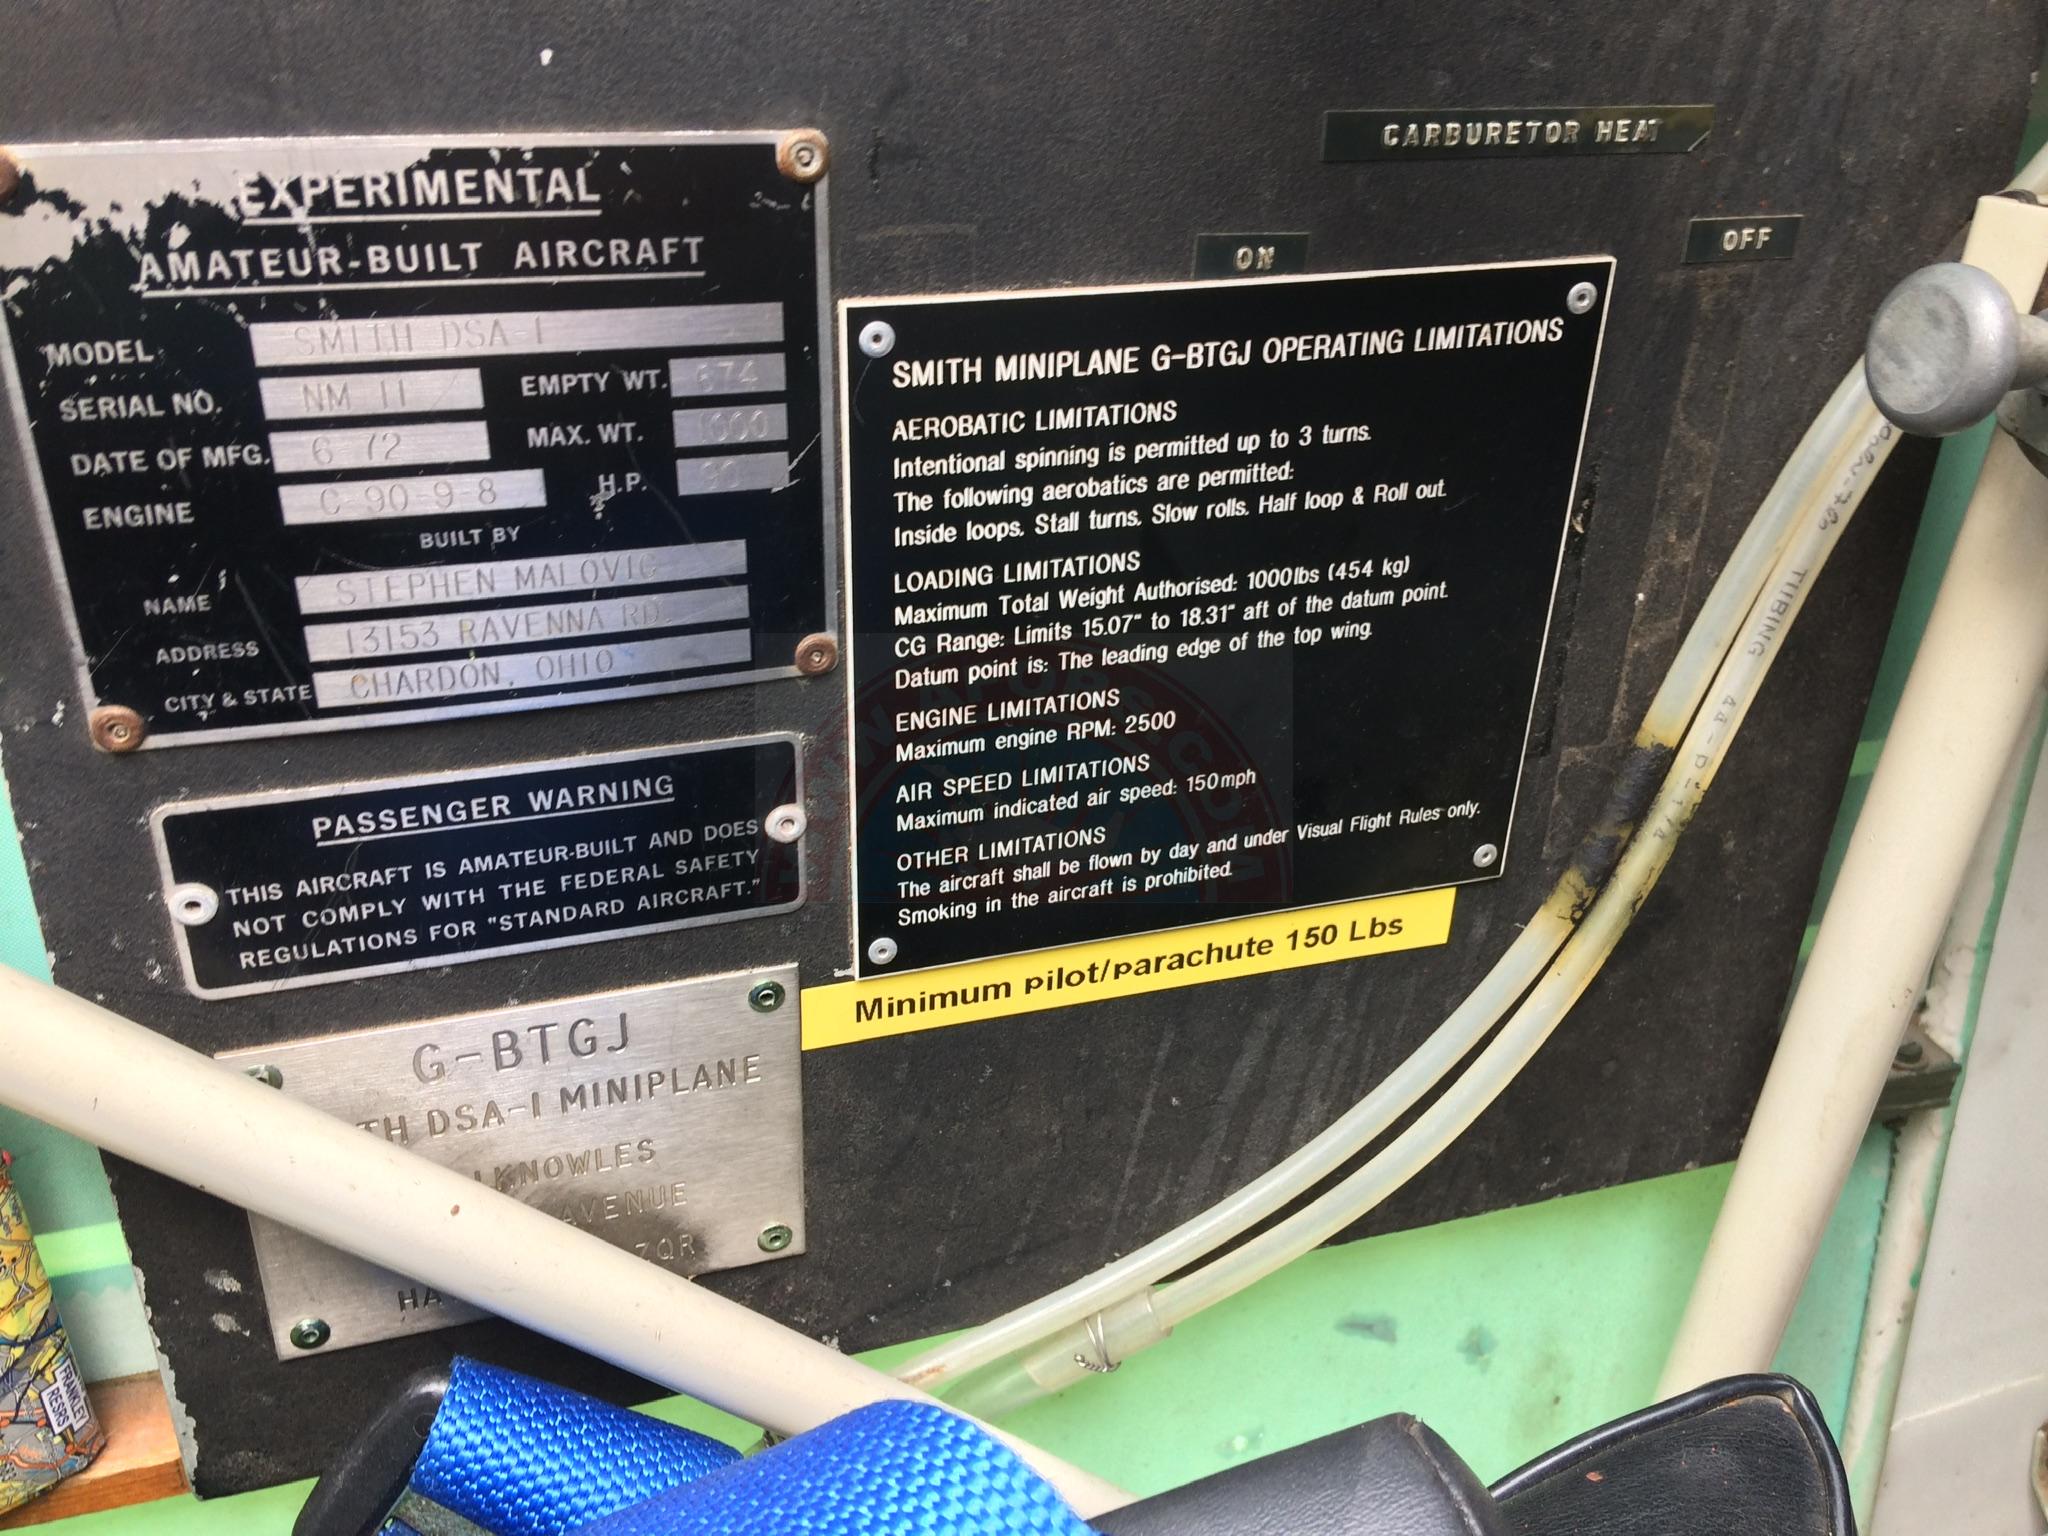 CARBURETOR HEAT
ON
OFF
EXPERIMENTAL
AMATEUR-BUILT AIRCRAFT
MODEL SMITH DSA-1
SERIAL NO. NM 11 EMPTY WT. 674
DATE OF MFG. 6-72 MAX. WT. 1000
ENGINE C-90-9-8 H.P. 90
BUILT BY
NAME STEPHEN MALOVIC
ADDRESS 13153 RAVENNA RD.
CITY & STATE CHARDON, OHIO
PASSENGER WARNING
THIS AIRCRAFT IS AMATEUR-BUILT AND DOES
NOT COMPLY WITH THE FEDERAL SAFETY
REGULATIONS FOR "STANDARD AIRCRAFT."
G-BTGJ
TH DSA-1 MINIPLANE
KNOWLES
AVENUE
7QR
HA
SMITH MINIPLANE G-BTGJ OPERATING LIMITATIONS
AEROBATIC LIMITATIONS
Intentional spinning is permitted up to 3 turns.
The following aerobatics are permitted:
Inside loops. Stall turns. Slow rolls. Half loop & Roll out.
LOADING LIMITATIONS
Maximum Total Weight Authorised: 1000lbs (454 kg)
CG Range: Limits 15.07" to 18.31" aft of the datum point.
Datum point is: The leading edge of the top wing.
ENGINE LIMITATIONS
Maximum engine RPM: 2500
AIR SPEED LIMITATIONS
Maximum indicated air speed: 150mph
OTHER LIMITATIONS
The aircraft shall be flown by day and under Visual Flight Rules only.
Smoking in the aircraft is prohibited.
Minimum pilot/parachute 150 Lbs
TUBING
FRANKLEY
RESRS